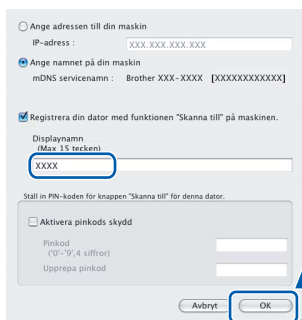 Ange adressen till din maskin
IP-adress : XXX.XXX.XXX.XXX
Ange namnet på din maskin
mDNS servicenamn : Brother XXX-XXXX [XXXXXXXXXXXX]
Registrera din dator med funktionen "Skanna till" på maskinen.
Displaynamn
(Max 15 tecken)
XXXX
Ställ in PIN-koden för knappen "Skanna till" för denna dator.
Aktivera pinkods skydd
Pinkod
('0'-'9',4 siffror)
Upprepa pinkod
Avbryt OK